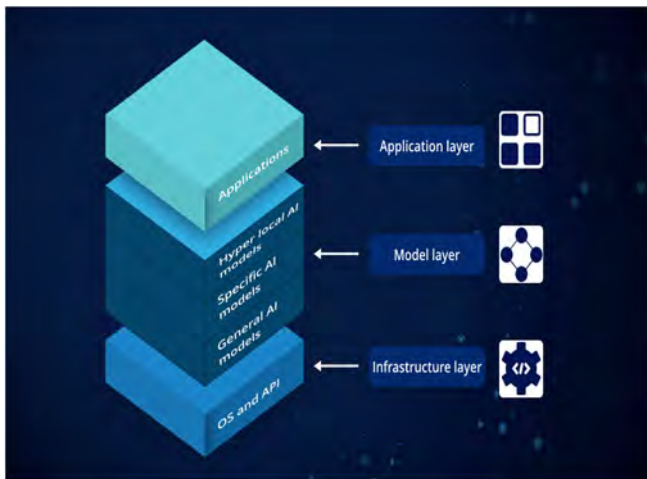 Applications
Application layer
Hyper local AI
models
Specific AI
models
General AI
models
Model layer
OS and API
Infrastructure layer
</>